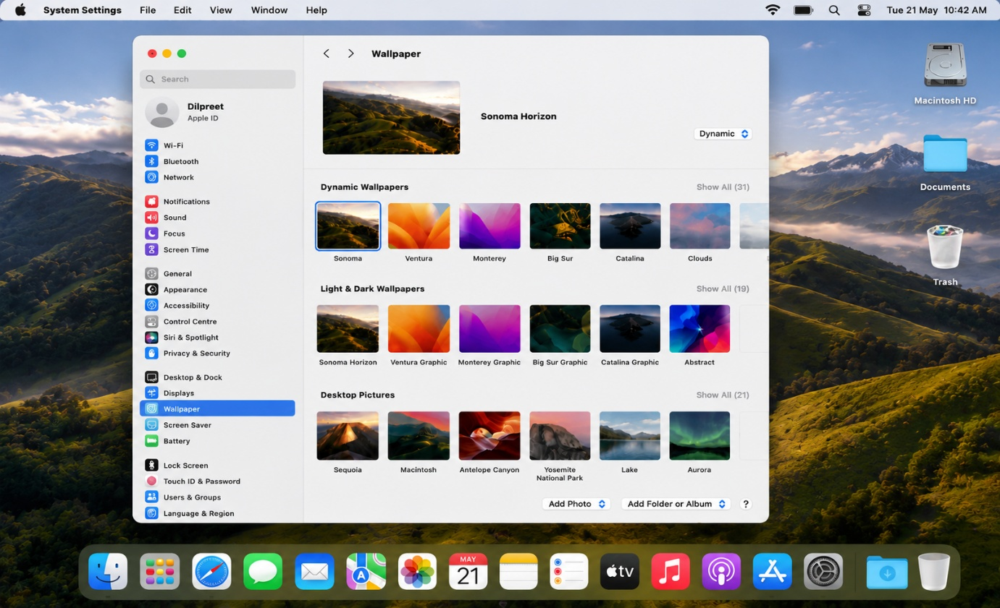 System Settings File Edit View Window Help Tue 21 May 10:42 AM
Wallpaper
Search
Dilpreet
Apple ID
Wi-Fi
Bluetooth
Network
Notifications
Sound
Focus
Screen Time
General
Appearance
Accessibility
Control Centre
Siri & Spotlight
Privacy & Security
Desktop & Dock
Displays
Wallpaper
Screen Saver
Battery
Lock Screen
Touch ID & Password
Users & Groups
Language & Region
Sonoma Horizon
Dynamic
Dynamic Wallpapers Show All (31)
Sonoma Ventura Monterey Big Sur Catalina Clouds
Light & Dark Wallpapers Show All (19)
Sonoma Horizon Ventura Graphic Monterey Graphic Big Sur Graphic Catalina Graphic Abstract
Desktop Pictures Show All (21)
Sequoia Macintosh Antelope Canyon Yosemite National Park Lake Aurora
Add Photo Add Folder or Album ?
Macintosh HD
Documents
Trash
MAY
21
tv